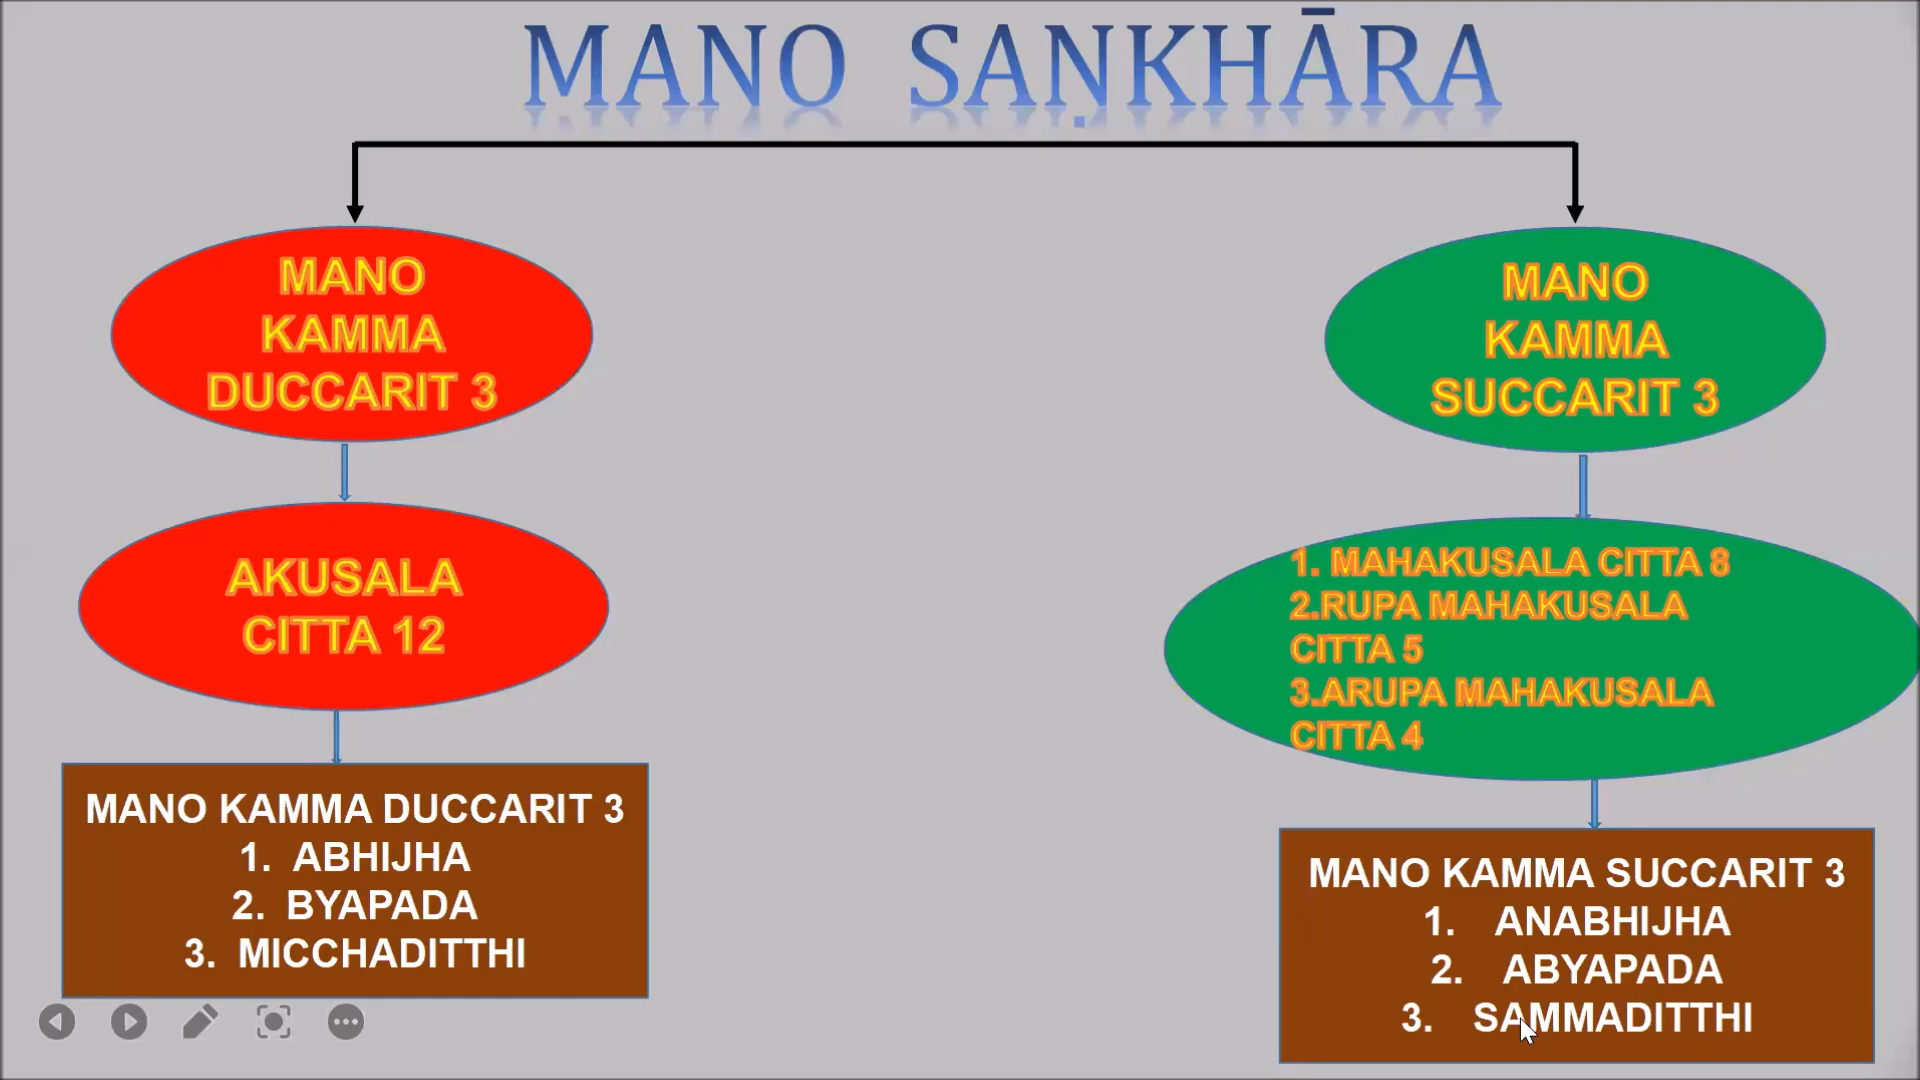 MANO SAṆKHĀRA
MANO
KAMMA
DUCCARIT 3
AKUSALA
CITTA 12
MANO KAMMA DUCCARIT 3
1. ABHIJHA
2. BYAPADA
3. MICCHADITTHI
MANO
KAMMA
SUCCARIT 3
1. MAHAKUSALA CITTA 8
2.RUPA MAHAKUSALA
CITTA 5
3.ARUPA MAHAKUSALA
CITTA 4
MANO KAMMA SUCCARIT 3
1. ANABHIJHA
2. ABYAPADA
3. SAMMADITTHI